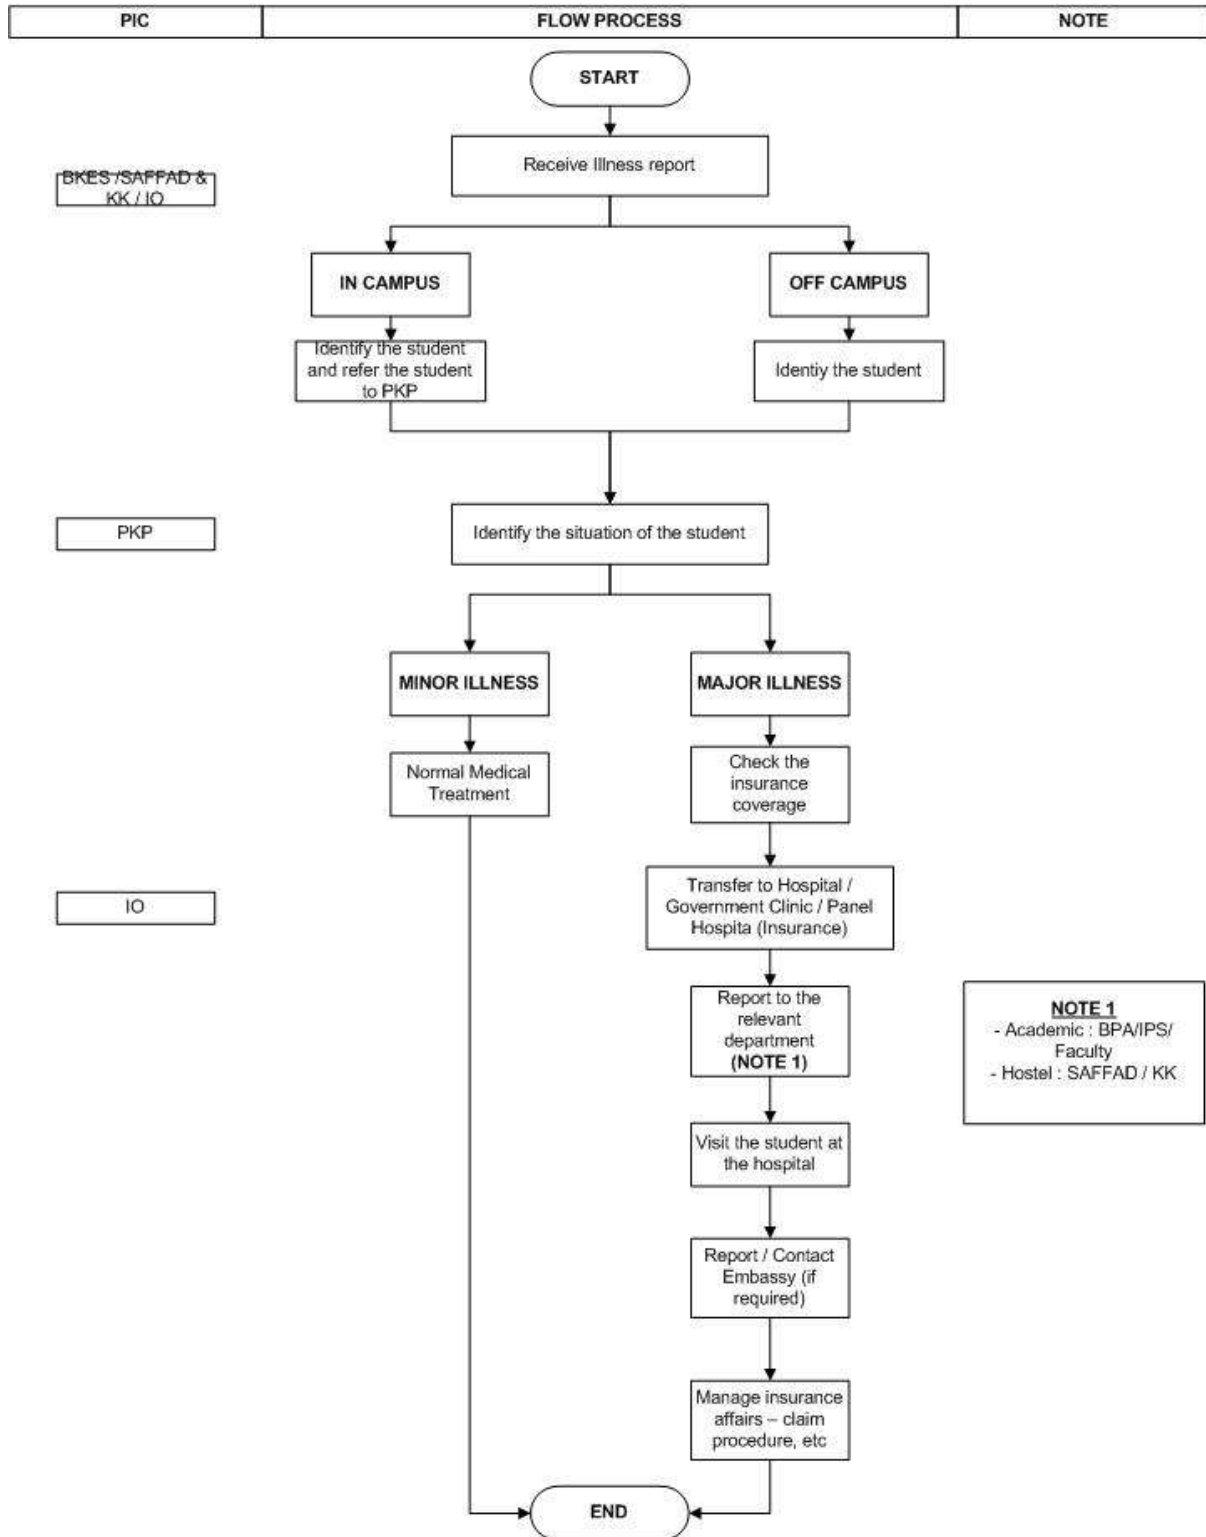 PIC
FLOW PROCESS
NOTE
START
Receive Illness report
BKES /SAFFAD &
KK / IO
IN CAMPUS
OFF CAMPUS
Identify the student
and refer the student
to PKP
Identiy the student
PKP
Identify the situation of the student
MINOR ILLNESS
MAJOR ILLNESS
Normal Medical
Treatment
Check the
insurance
coverage
IO
Transfer to Hospital /
Government Clinic / Panel
Hospita (Insurance)
Report to the
relevant
department
(NOTE 1)
NOTE 1
- Academic : BPA/IPS/
Faculty
- Hostel : SAFFAD / KK
Visit the student at
the hospital
Report / Contact
Embassy (if
required)
Manage insurance
affairs – claim
procedure, etc
END